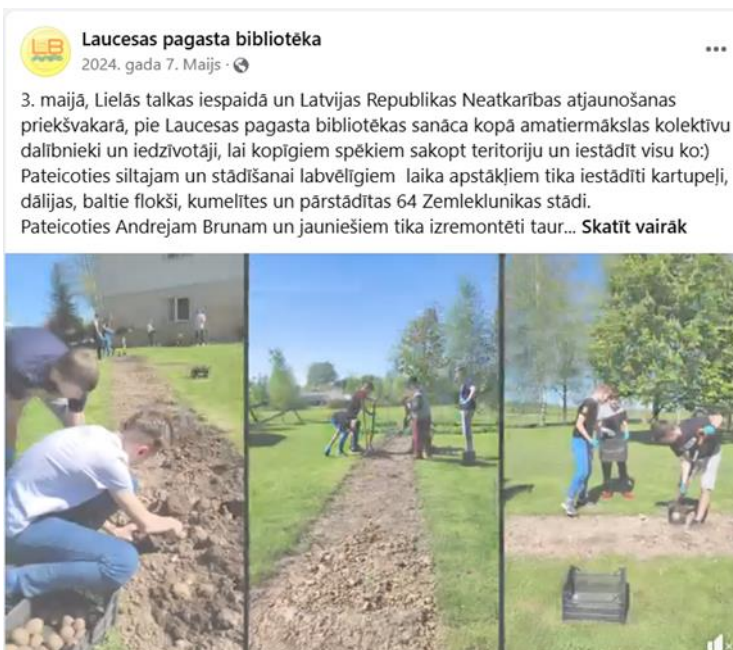 LB
Laucesas pagasta bibliotēka
2024. gada 7. Maijs ·
3. maijā, Lielās talkas iespaidā un Latvijas Republikas Neatkarības atjaunošanas
priekšvakarā, pie Laucesas pagasta bibliotēkas sanāca kopā amatiermākslas kolektīvu
dalībnieki un iedzīvotāji, lai kopīgiem spēkiem sakopt teritoriju un iestādīt visu ko:)
Pateicoties siltajam un stādīšanai labvēlīgiem laika apstākļiem tika iestādīti kartupeļi,
dālijas, baltie flokši, kumelītes un pārstādītas 64 Zemleklunikas stādi.
Pateicoties Andrejam Brunam un jauniešiem tika izremontēti taur... Skatīt vairāk